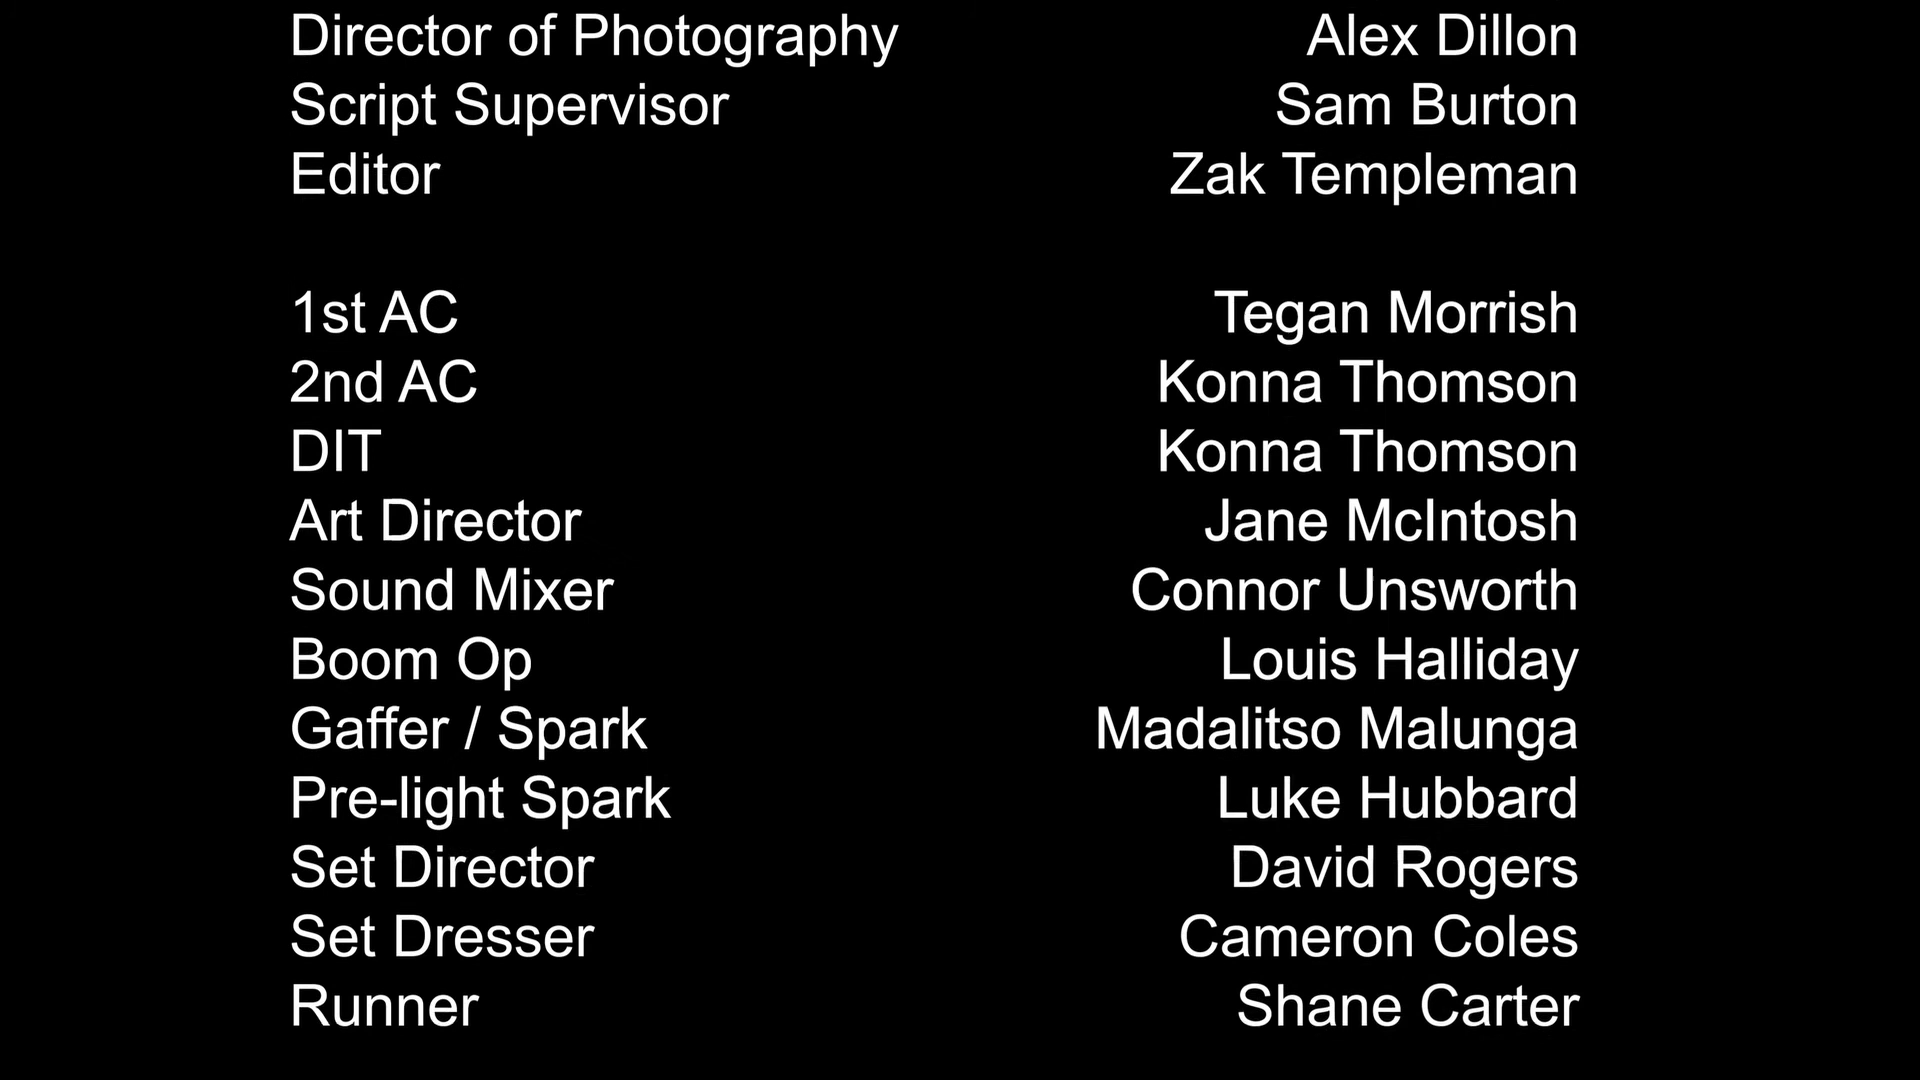 Director of Photography Alex Dillon
Script Supervisor Sam Burton
Editor Zak Templeman
1st AC Tegan Morrish
2nd AC Konna Thomson
DIT Konna Thomson
Art Director Jane McIntosh
Sound Mixer Connor Unsworth
Boom Op Louis Halliday
Gaffer / Spark Madalitso Malunga
Pre-light Spark Luke Hubbard
Set Director David Rogers
Set Dresser Cameron Coles
Runner Shane Carter